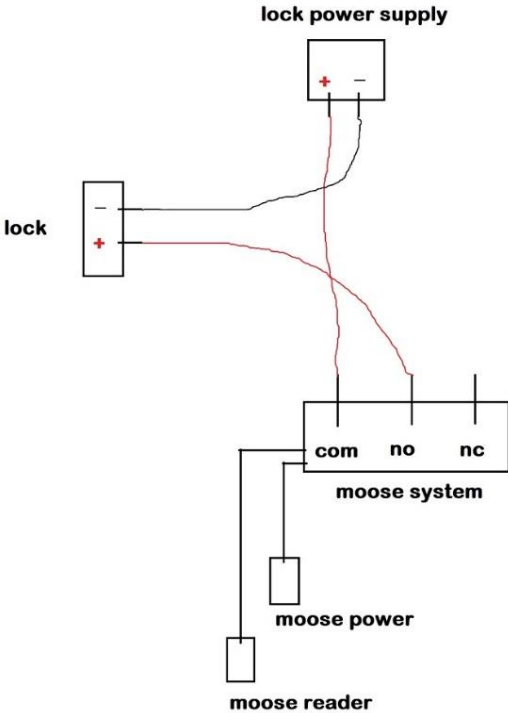 lock power supply
+ –
–
lock
+
com no nc
moose system
moose power
moose reader